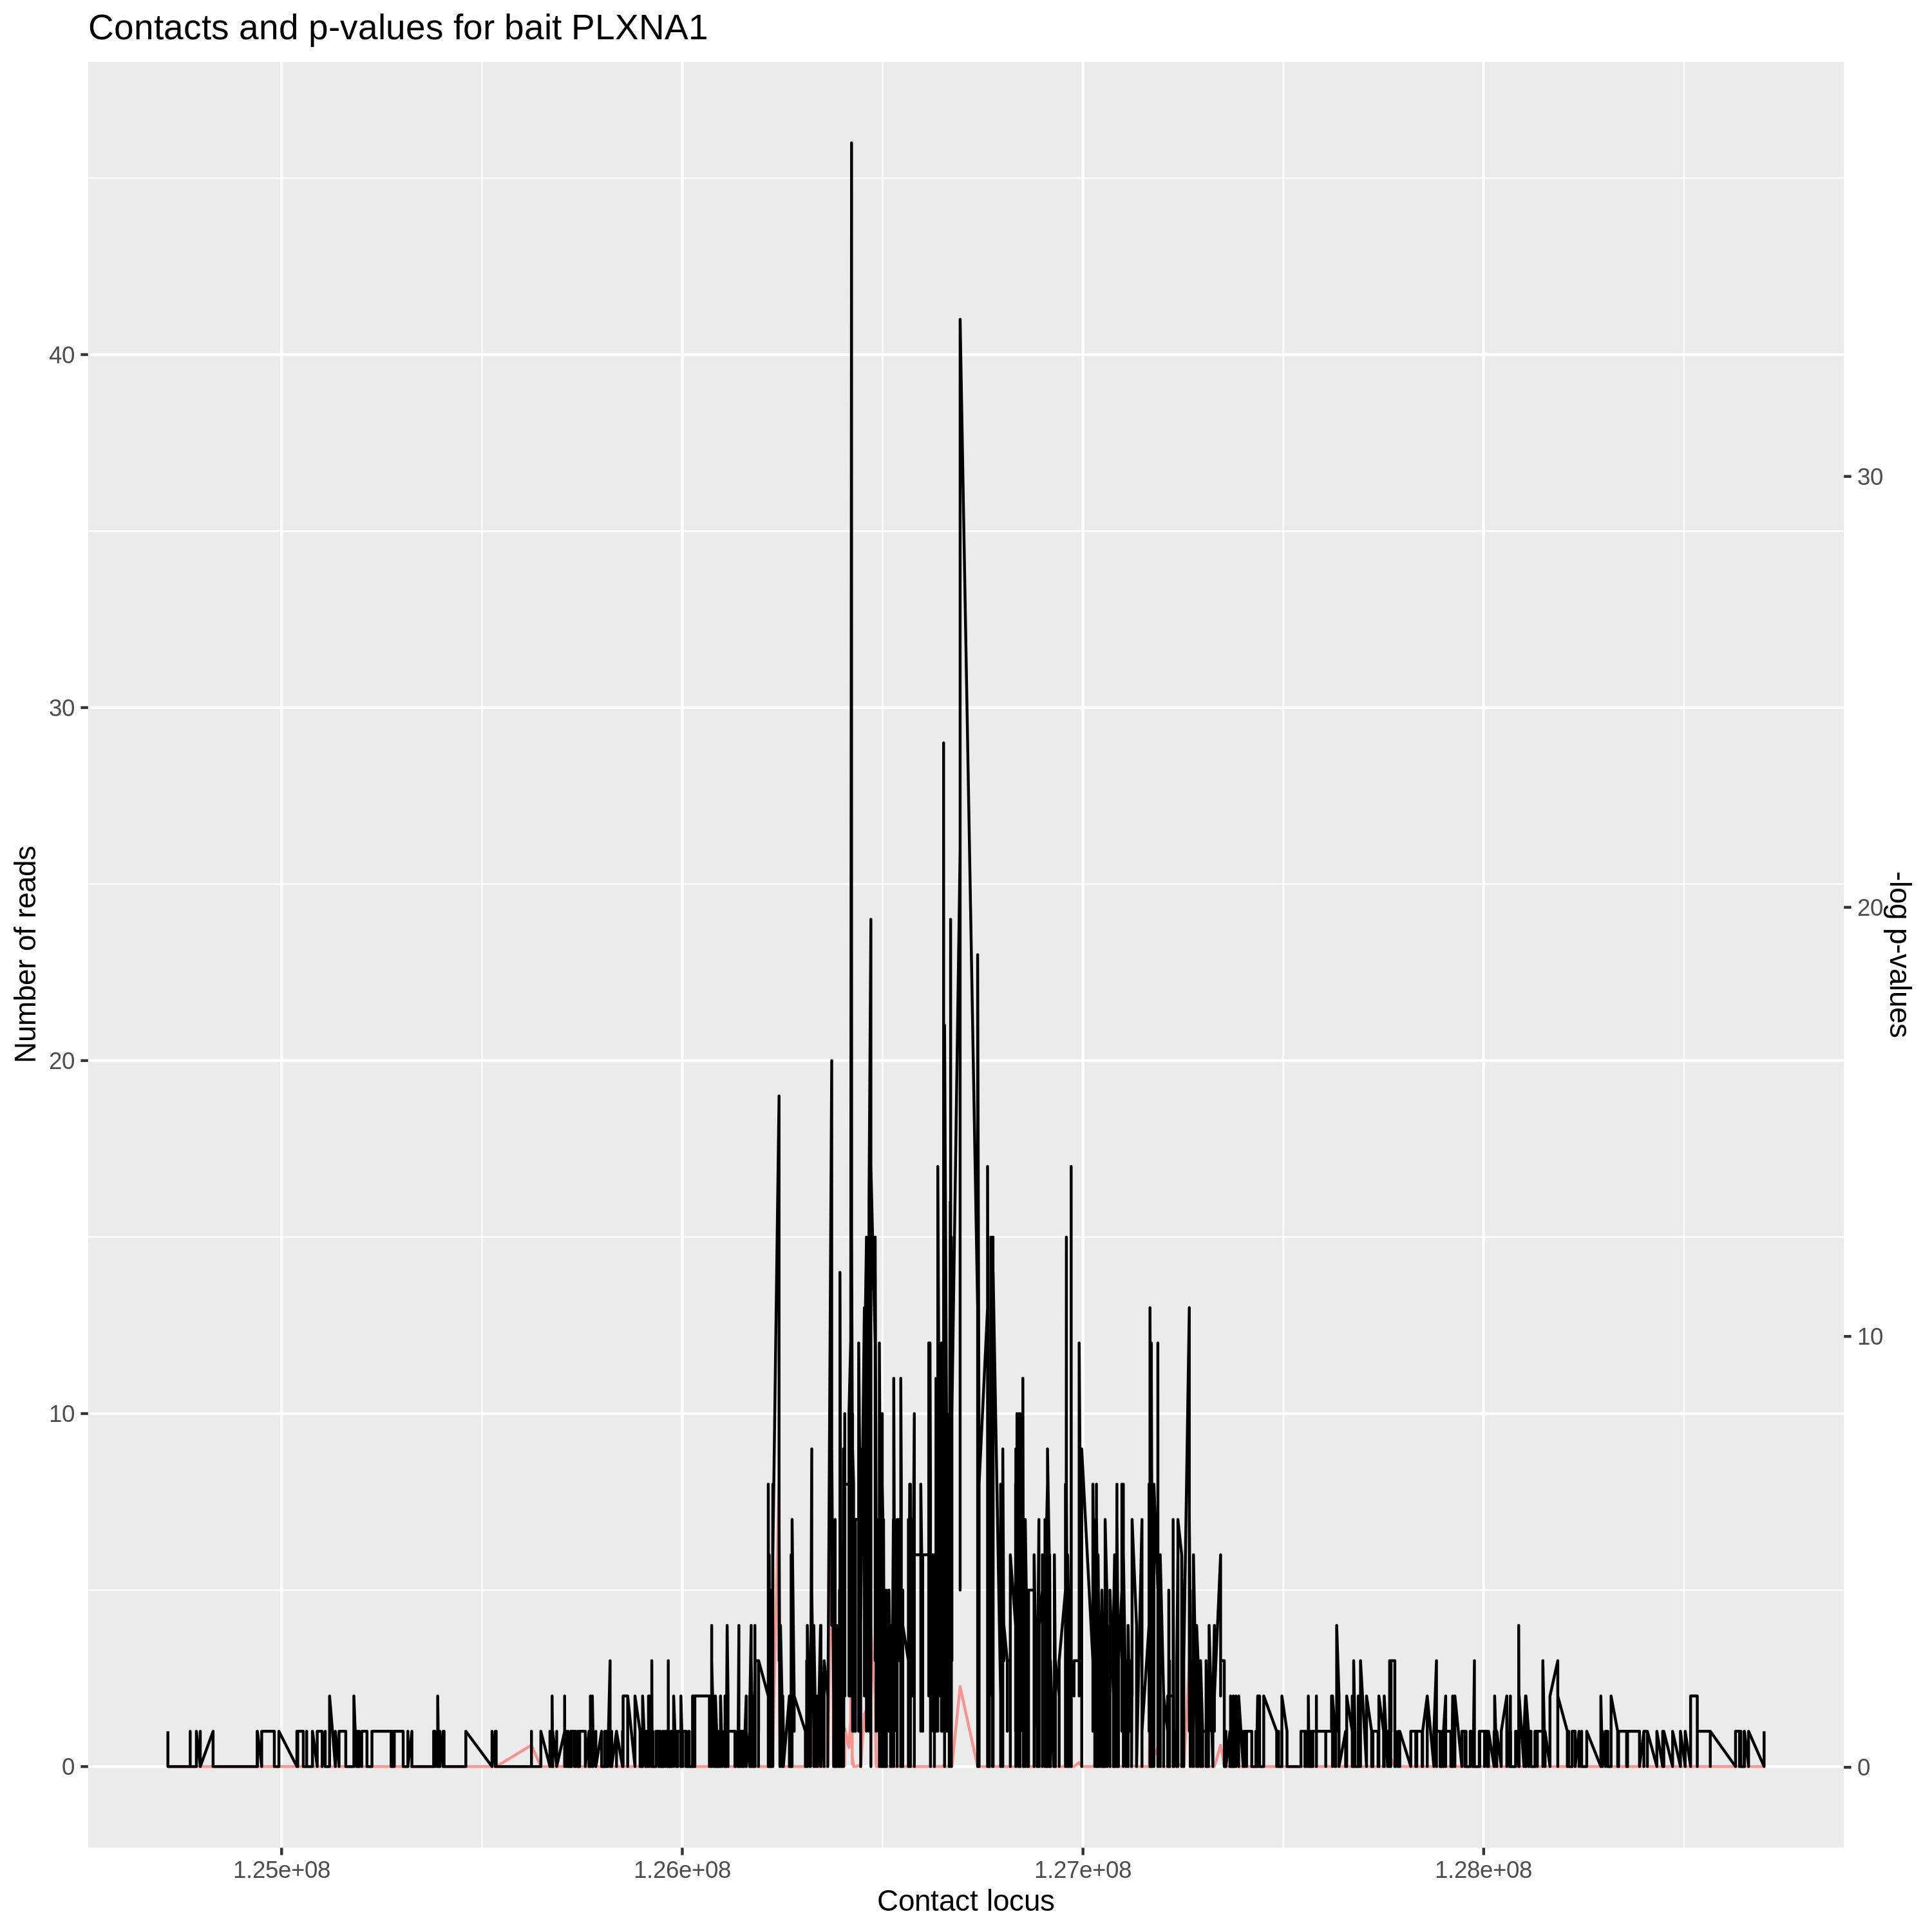 Contacts and p-values for bait PLXNA1
Number of reads
40
30
20
10
0
30
20
10
0
-log p-values
1.25e+08 1.26e+08 1.27e+08 1.28e+08
Contact locus